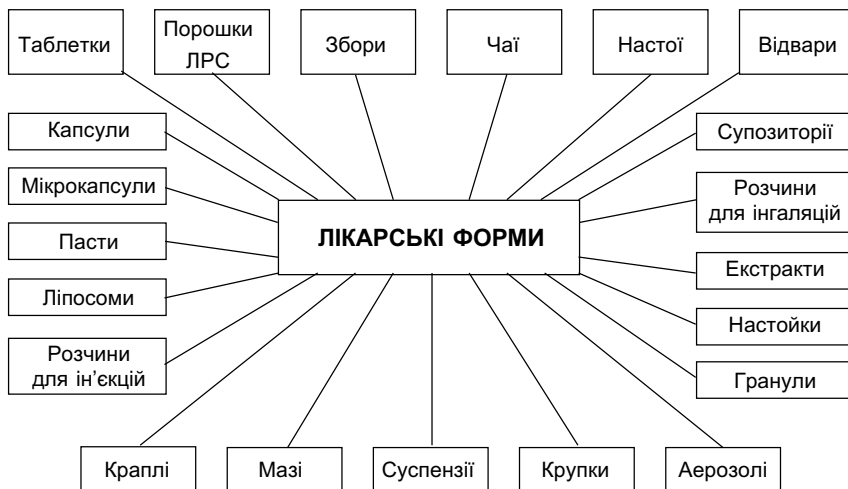 Таблетки
Порошки
ЛРС
Збори
Чаї
Настої
Відвари
Капсули
Супозиторії
Мікрокапсули
Розчини
для інгаляцій
ЛІКАРСЬКІ ФОРМИ
Пасти
Екстракти
Ліпосоми
Настойки
Розчини
для ін’єкцій
Гранули
Краплі
Мазі
Суспензії
Крупки
Аерозолі